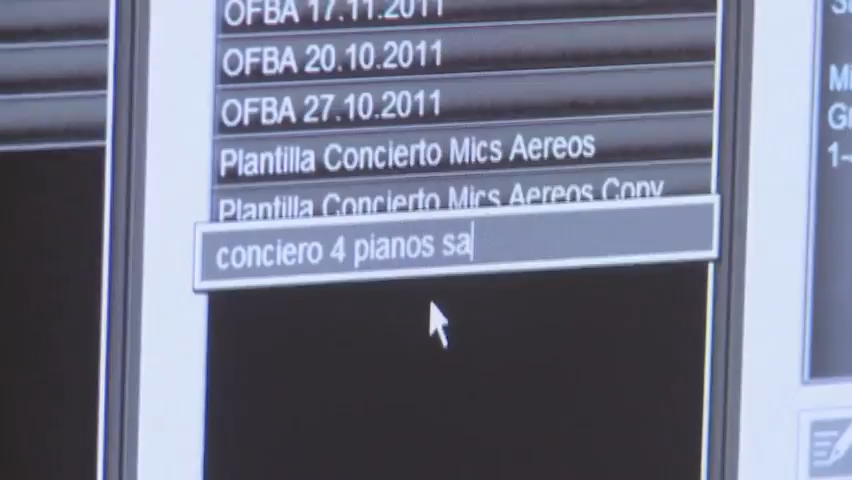 OFBA 17.11.2011
OFBA 20.10.2011
OFBA 27.10.2011
Plantilla Concierto Mics Aereos
Plantilla Concierto Mics Aereos Copy
conciero 4 pianos sa